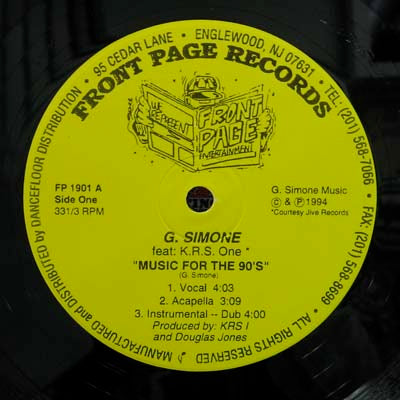 MANUFACTURED and DISTRIBUTED by DANCEFLOOR DISTRIBUTION • 95 CEDAR LANE • ENGLEWOOD, NJ 07631 • TEL: (201) 568-7066 • FAX: (201) 568-8699 • ALL RIGHTS RESERVED
FRONT PAGE RECORDS
WE
REPRESENT
FRONT
PAGE
ENTERTAINMENT
FP 1901 A
Side One
331/3 RPM
G. Simone Music
© & ℗ 1994
*Courtesy Jive Records
G. SIMONE
feat: K.R.S. One *
"MUSIC FOR THE 90'S"
(G. Simone)
1. Vocal 4:03
2. Acapella 3:09
3. Instrumental -- Dub 4:00
Produced by: KRS I
and Douglas Jones